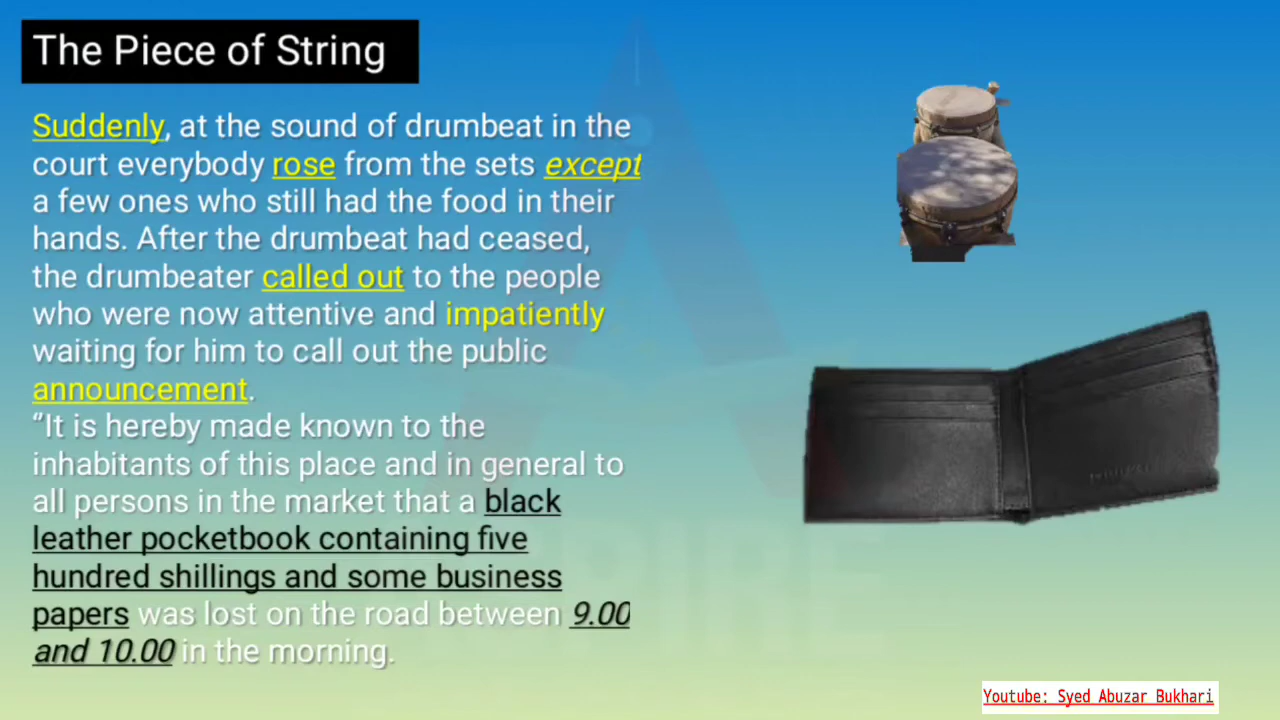 The Piece of String
Suddenly, at the sound of drumbeat in the
court everybody rose from the sets except
a few ones who still had the food in their
hands. After the drumbeat had ceased,
the drumbeater called out to the people
who were now attentive and impatiently
waiting for him to call out the public
announcement.
“It is hereby made known to the
inhabitants of this place and in general to
all persons in the market that a black
leather pocketbook containing five
hundred shillings and some business
papers was lost on the road between 9.00
and 10.00 in the morning.
Youtube: Syed Abuzar Bukhari